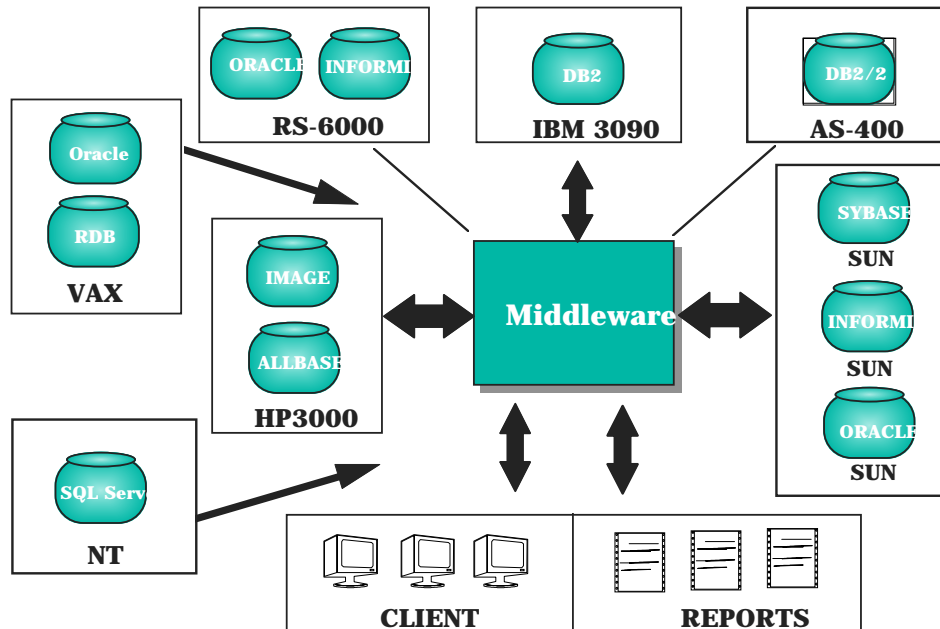 ORACLE
INFORMI
RS-6000
DB2
IBM 3090
DB2/2
AS-400
Oracle
RDB
VAX
IMAGE
ALLBASE
HP3000
Middleware
SYBASE
SUN
INFORMI
SUN
ORACLE
SUN
SQL Serv
NT
CLIENT
REPORTS